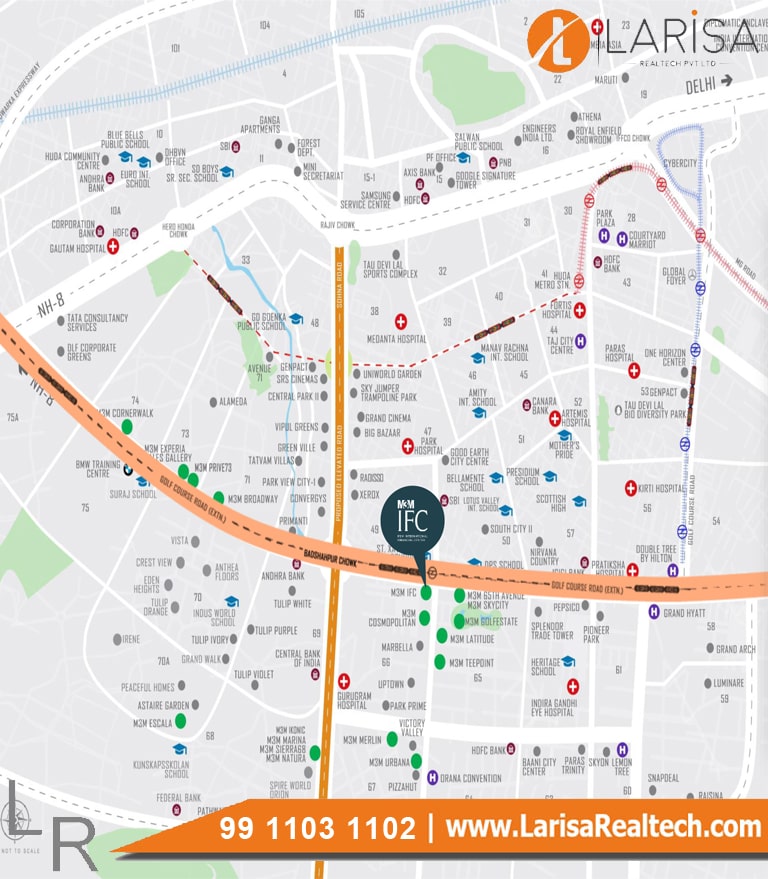 LARISA
REALTECH PVT LTD
DIPLOMATIC ENCLAVE
MARUTI
22
19
23
2
DELHI
105
101
104
4
ATHENA
ROYAL ENFIELD
SHOWROOM
IFFCO CHOWK
ENGINEERS
INDIA LTD.
16
CYBERCITY
BLUE BELLS
PUBLIC SCHOOL
10
HUDA COMMUNITY
CENTRE
DHBVN
OFFICE
EURO INT.
SCHOOL
ANDHRA
BANK
SBI
GANGA
APARTMENTS
11
FOREST
DEPT.
SD BOYS
SR. SEC. SCHOOL
MINI
SECRETARIAT
SALWAN
PUBLIC SCHOOL
PF OFFICE
PNB
15
GOOGLE SIGNATURE
TOWER
AXIS BANK
HDFC
15-1
SAMSUNG
SERVICE CENTRE
10A
CORPORATION
BANK
HDFC
GAUTAM HOSPITAL
HERO HONDA
CHOWK
RAJIV CHOWK
31
30
PARK
PLAZA
28
COURTYARD
MARRIOT
HDFC
BANK
MG ROAD
GLOBAL
FOYER
33
SOHNA ROAD
TAU DEVI LAL
SPORTS COMPLEX
32
41
HUDA
METRO STN.
NH-8
TATA CONSULTANCY
SERVICES
DLF CORPORATE
GREENS
GD GOENKA
PUBLIC SCHOOL
48
38
MEDANTA HOSPITAL
39
40
FORTIS
HOSPITAL
44
TAJ CITY
CENTRE
43
MANAV RACHNA
INT. SCHOOL
PARAS
HOSPITAL
ONE HORIZON
CENTER
53
GENPACT
NH-8
AVENUE
71
GENPACT
SRS CINEMAS
CENTRAL PARK II
UNIWORLD GARDEN
SKY JUMPER
TRAMPOLINE PARK
GRAND CINEMA
BIG BAZAAR
46
AMITY
INT. SCHOOL
45
CANARA
BANK
52
ARTEMIS
HOSPITAL
TAU DEVI LAL
BIO DIVERSITY PARK
75A
74
M3M CORNERWALK
ALAMEDA
73
VIPUL GREENS
GREEN VILLE
TATVAM VILLAS
PROPOSED ELEVATED ROAD
47
PARK
HOSPITAL
51
MOTHER'S
PRIDE
M3M PRIVE73
BMW TRAINING
CENTRE
SURAJ SCHOOL
75
GOLF COURSE ROAD (EXTN.)
M3M BROADWAY
71
PARK VIEW CITY-I
CONVERGYS
PRIMANTI
RADISSO
XEROX
49
GOOD EARTH
CITY CENTRE
BELLAMENTE
SCHOOL
PRESIDIUM
SCHOOL
SBI
LOTUS VALLEY
INT. SCHOOL
SCOTTISH
HIGH
KIRTI HOSPITAL
56
54
GOLF COURSE ROAD
M3M
IFC
SOUTH CITY II
50
57
NIRVANA
COUNTRY
DOUBLE TREE
BY HILTON
VISTA
CREST VIEW
ANTHEA
FLOORS
EDEN
HEIGHTS
TULIP
ORANGE
70
INDUS WORLD
SCHOOL
ANDHRA BANK
BADSHAHPUR CHOWK
TULIP WHITE
PRATIKSHA
HOSPITAL
GOLF COURSE ROAD (EXTN.)
M3M IFC
M3M 65TH AVENUE
M3M SKYCITY
M3M
COSMOPOLITAN
M3M GOLFESTATE
M3M LATITUDE
M3M TEEPOINT
65
PEPSICO
SPLENDOR
TRADE TOWER
PIONEER
PARK
GRAND HYATT
58
GRAND ARCH
IRENE
TULIP IVORY
TULIP PURPLE
69
70A
GRAND WALK
CENTRAL BANK
OF INDIA
MARBELLA
66
UPTOWN
HERITAGE
SCHOOL
61
INDIRA GANDHI
EYE HOSPITAL
LUMINARE
59
PEACEFUL HOMES
TULIP VIOLET
ASTAIRE GARDEN
M3M ESCALA
68
GURUGRAM
HOSPITAL
PARK PRIME
VICTORY
VALLEY
M3M IKONIC
M3M MARINA
M3M SIERRA68
M3M NATURA
M3M MERLIN
M3M URBANA
67
PIZZAHUT
DRANA CONVENTION
HDFC BANK
BAANI CITY
CENTER
PARAS
TRINITY
SKYON
LEMON
TREE
60
KUNSKAPSSKOLAN
SCHOOL
SPIRE WORLD
ORION
SNAPDEAL
RAISINA
FEDERAL BANK
LR
NOT TO SCALE
99 1103 1102 | www.LarisaRealtech.com